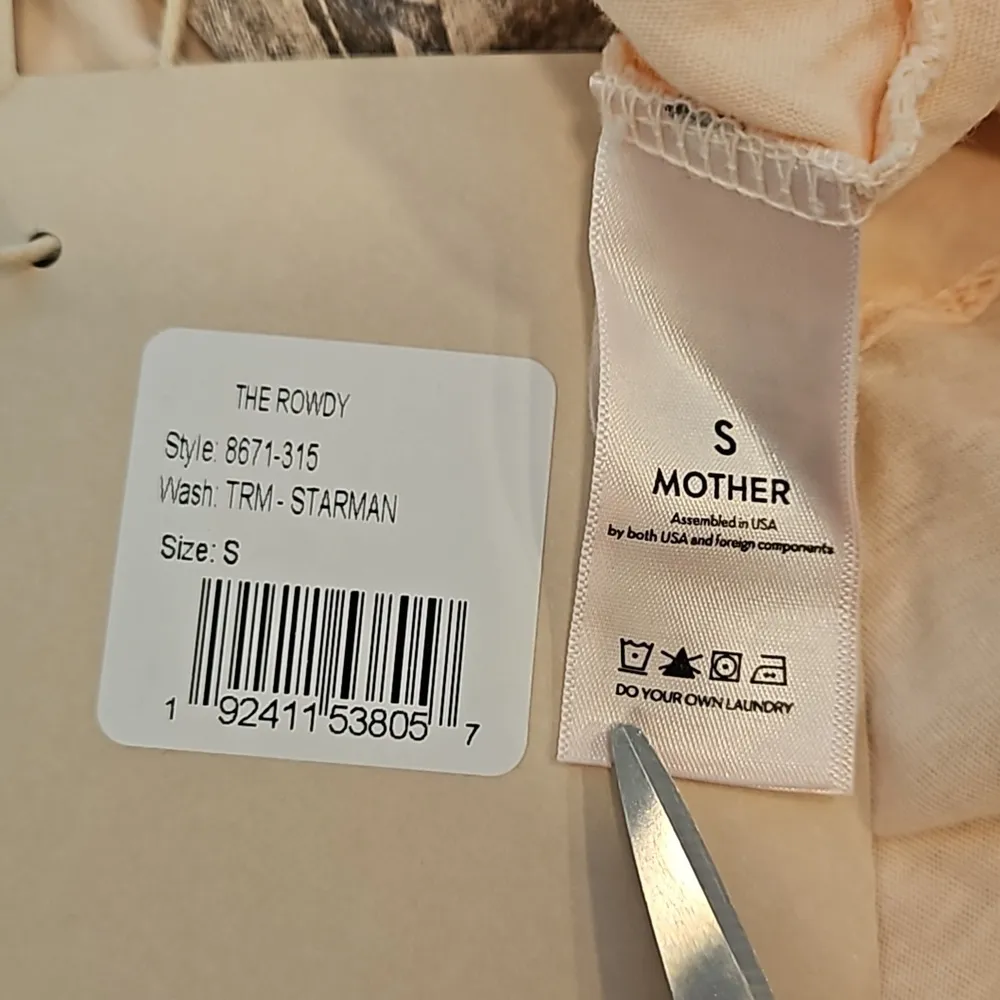 THE ROWDY
Style: 8671-315
Wash: TRM - STARMAN
Size: S
1 92411 53805 7
S
MOTHER
Assembled in USA
by both USA and foreign components
DO YOUR OWN LAUNDRY